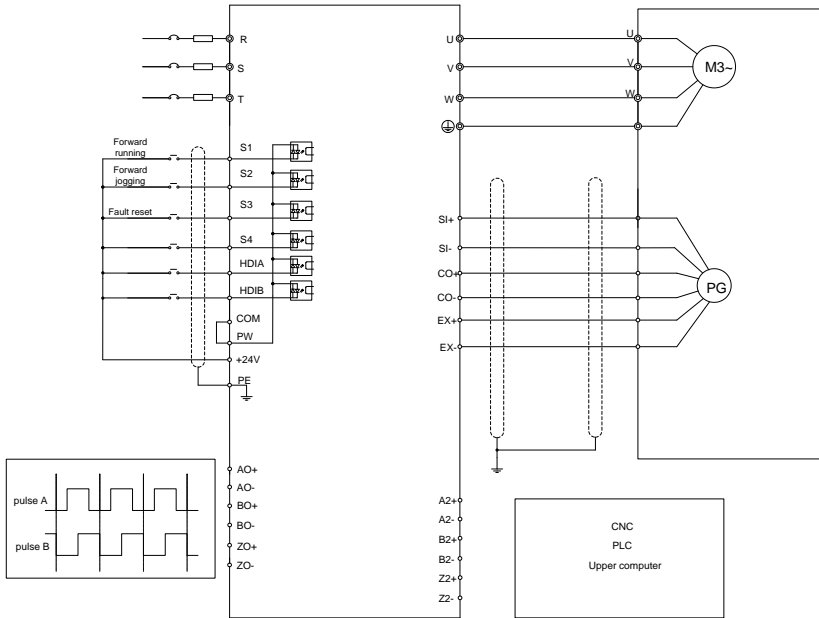 R
S
T
U
V
W
U
V
W
M3~
Forward
running
Forward
jogging
Fault reset
S1
S2
S3
S4
HDIA
HDIB
COM
PW
+24V
PE
SI+
SI-
CO+
CO-
EX+
EX-
PG
pulse A
pulse B
AO+
AO-
BO+
BO-
ZO+
ZO-
A2+
A2-
B2+
B2-
Z2+
Z2-
CNC
PLC
Upper computer